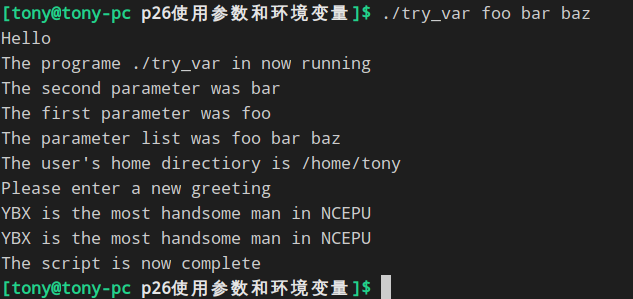 [tony@tony-pc p26使用参数和环境变量]$ ./try_var foo bar baz
Hello
The programe ./try_var in now running
The second parameter was bar
The first parameter was foo
The parameter list was foo bar baz
The user's home directiory is /home/tony
Please enter a new greeting
YBX is the most handsome man in NCEPU
YBX is the most handsome man in NCEPU
The script is now complete
[tony@tony-pc p26使用参数和环境变量]$